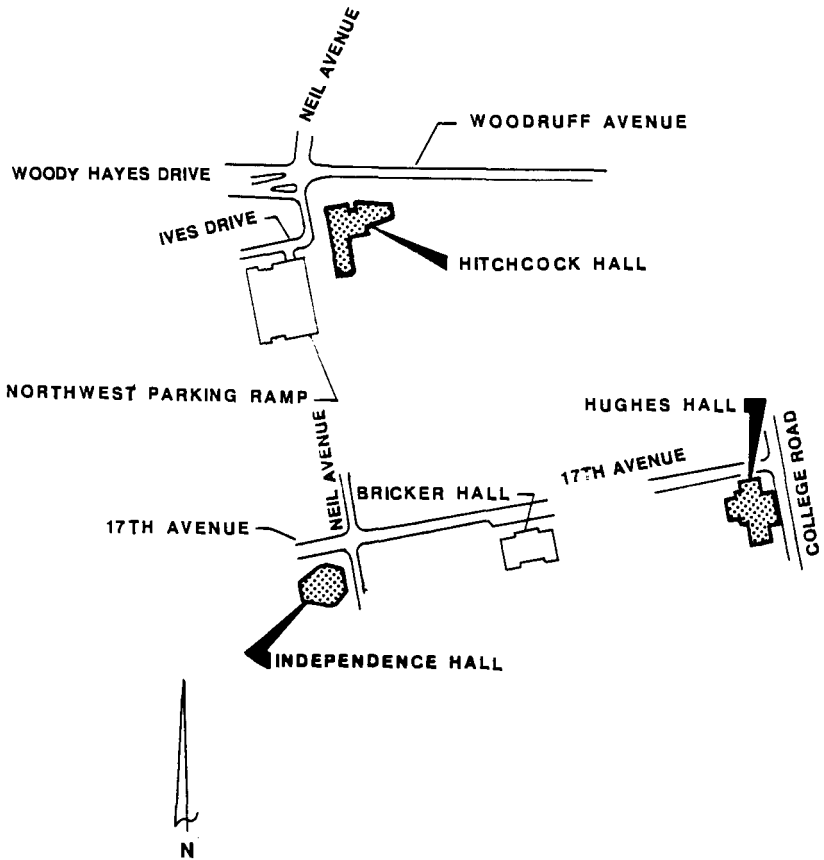 NEIL AVENUE
WOODRUFF AVENUE
WOODY HAYES DRIVE
IVES DRIVE
HITCHCOCK HALL
NORTHWEST PARKING RAMP
HUGHES HALL
NEIL AVENUE
COLLEGE ROAD
17TH AVENUE
BRICKER HALL
17TH AVENUE
INDEPENDENCE HALL
N